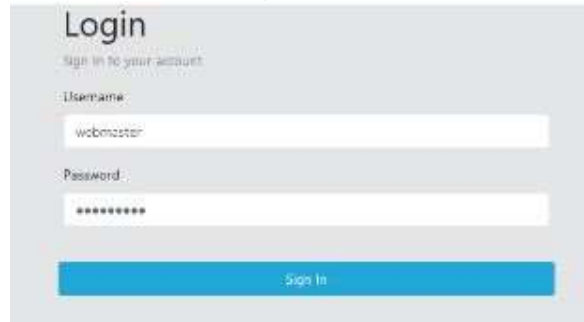 Login
Sign in to your account
Username
webmaster
Password
•••••••••
Sign In